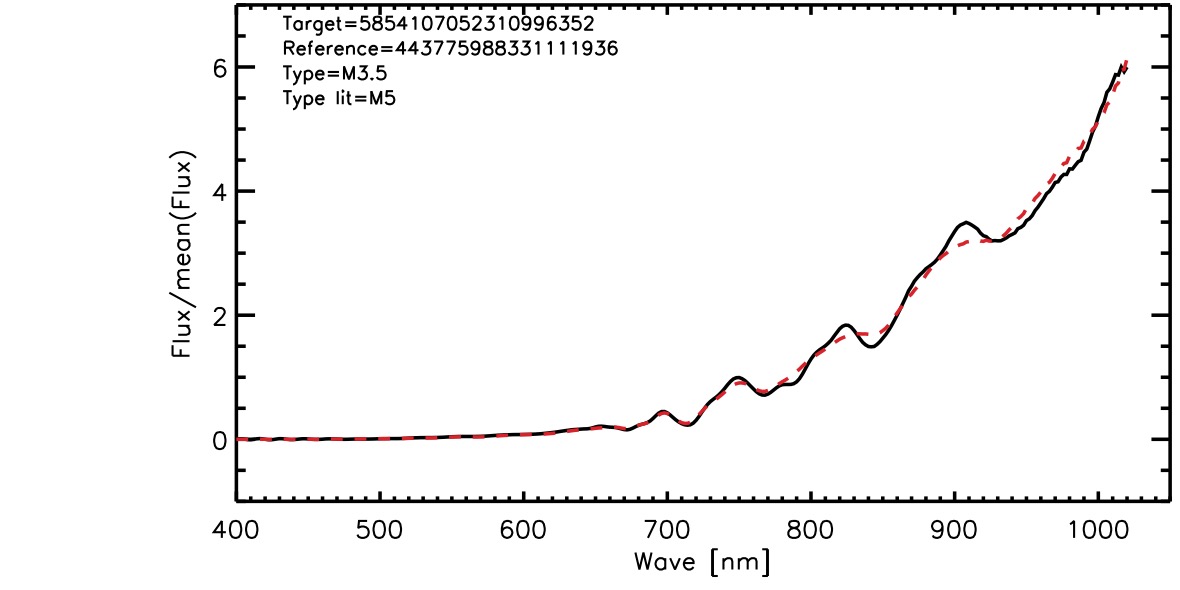 Target=5854107052310996352
Reference=443775988331111936
Type=M3.5
Type lit=M5
6
4
2
0
Flux/mean(Flux)
400 500 600 700 800 900 1000
Wave [nm]